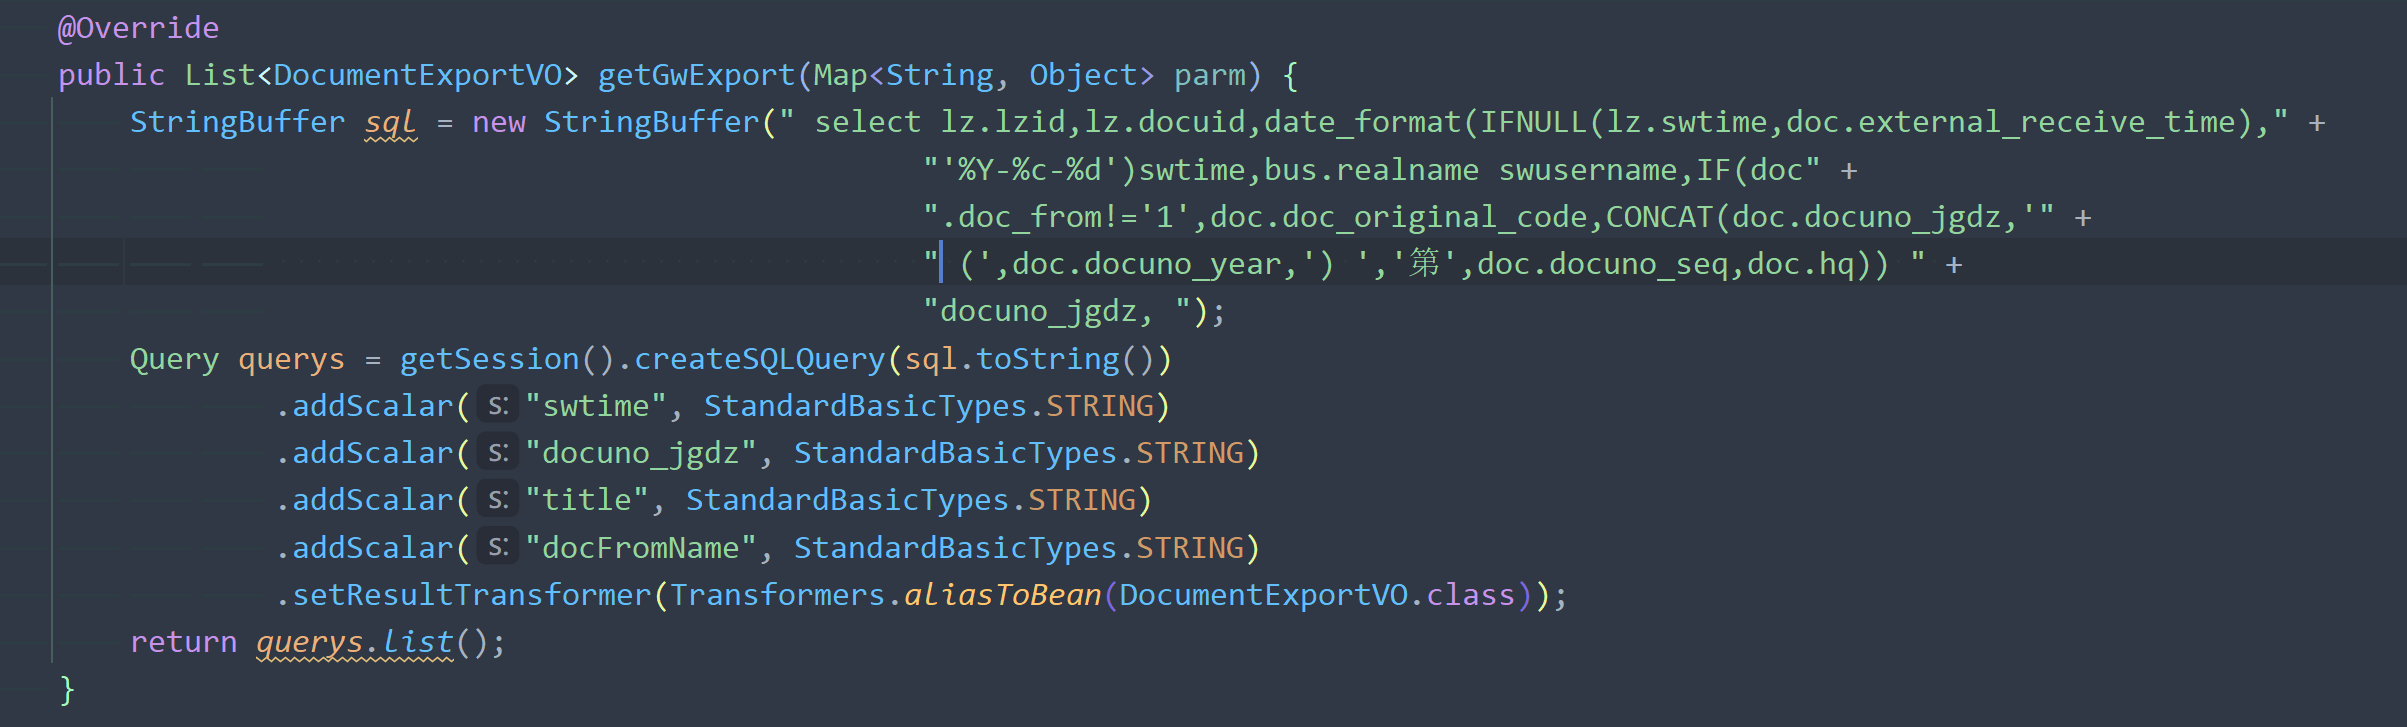 @Override
public List<DocumentExportVO> getGwExport(Map<String, Object> parm) {
StringBuffer sql = new StringBuffer(" select lz.lzid,lz.docuid,date_format(IFNULL(lz.swtime,doc.external_receive_time)," +
"'%Y-%c-%d')swtime,bus.realname swusername,IF(doc" +
".doc_from!='1',doc.doc_original_code,CONCAT(doc.docuno_jgdz,'" +
" (',doc.docuno_year,') ','第',doc.docuno_seq,doc.hq)) " +
"docuno_jgdz, ");
Query querys = getSession().createSQLQuery(sql.toString())
.addScalar( s: "swtime", StandardBasicTypes.STRING)
.addScalar( s: "docuno_jgdz", StandardBasicTypes.STRING)
.addScalar( s: "title", StandardBasicTypes.STRING)
.addScalar( s: "docFromName", StandardBasicTypes.STRING)
.setResultTransformer(Transformers.aliasToBean(DocumentExportVO.class));
return querys.list();
}